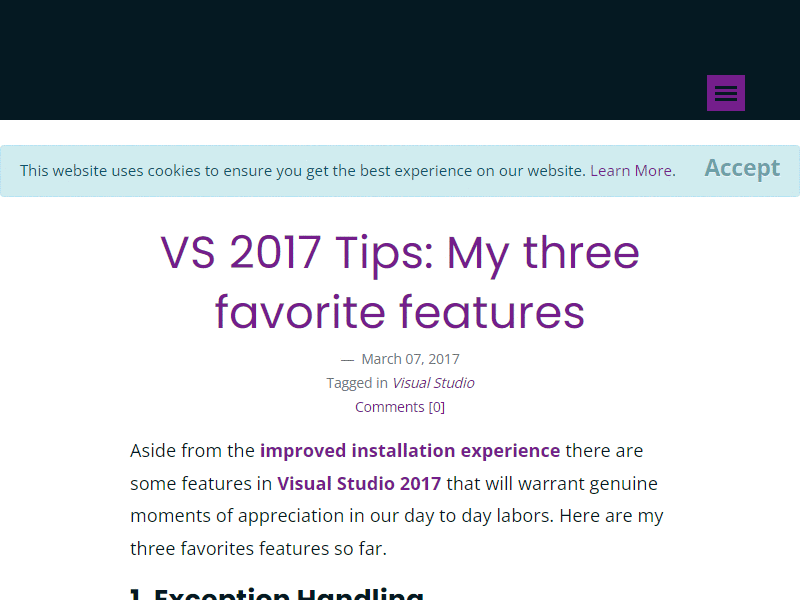 This website uses cookies to ensure you get the best experience on our website. Learn More. Accept
VS 2017 Tips: My three
favorite features
— March 07, 2017
Tagged in Visual Studio
Comments [0]
Aside from the improved installation experience there are
some features in Visual Studio 2017 that will warrant genuine
moments of appreciation in our day to day labors. Here are my
three favorites features so far.
1. Exception Handling